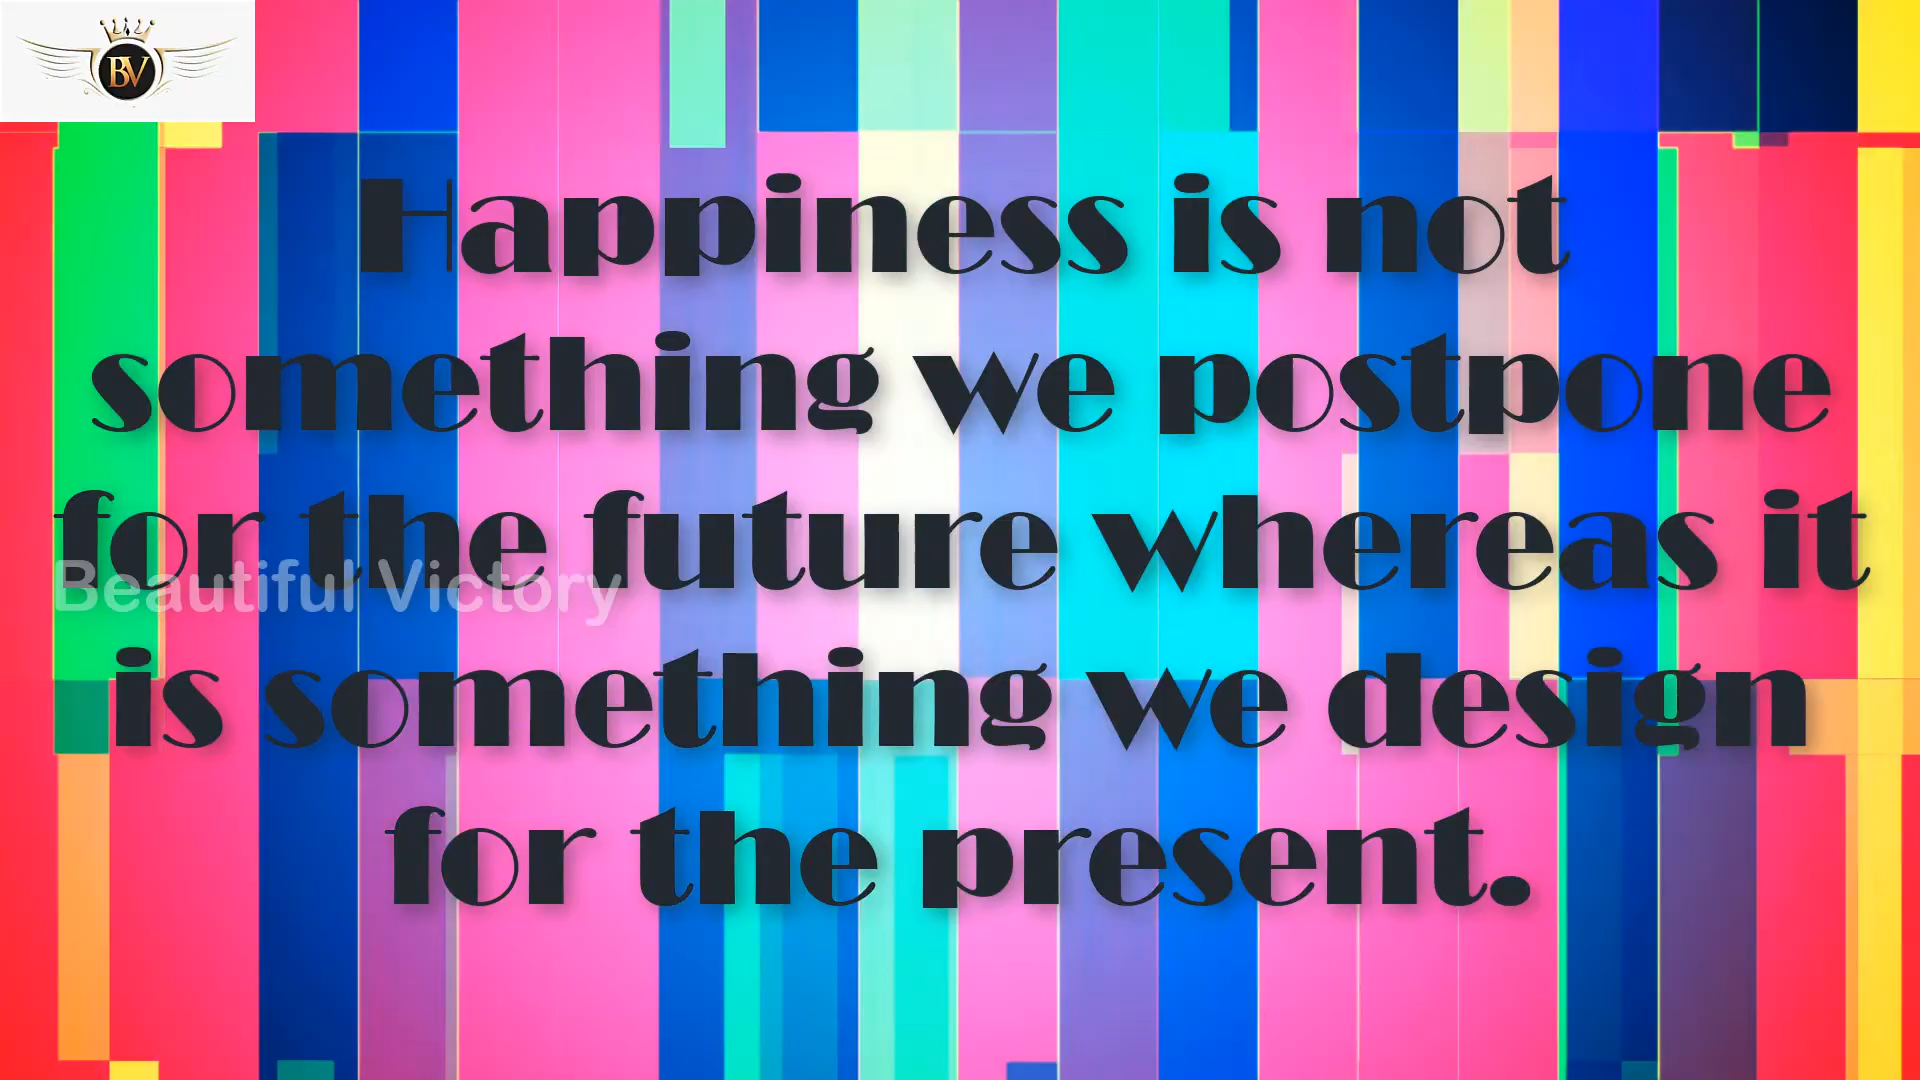 BV
Happiness is not
something we postpone
for the future whereas it
Beautiful Victory
is something we design
for the present.